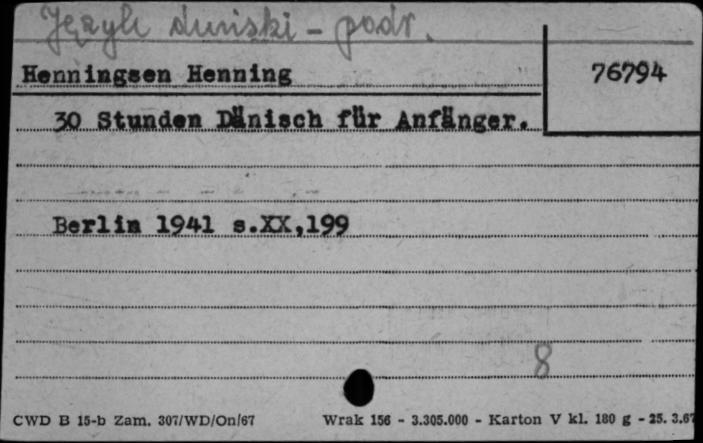 Język duński - podr.
76794
Henningsen Henning
30 Stunden Dänisch für Anfänger.
Berlin 1941 s.XX,199
8
CWD B 15-b Zam. 307/WD/On/67 Wrak 156 - 3.305.000 - Karton V kl. 180 g - 25. 3.67